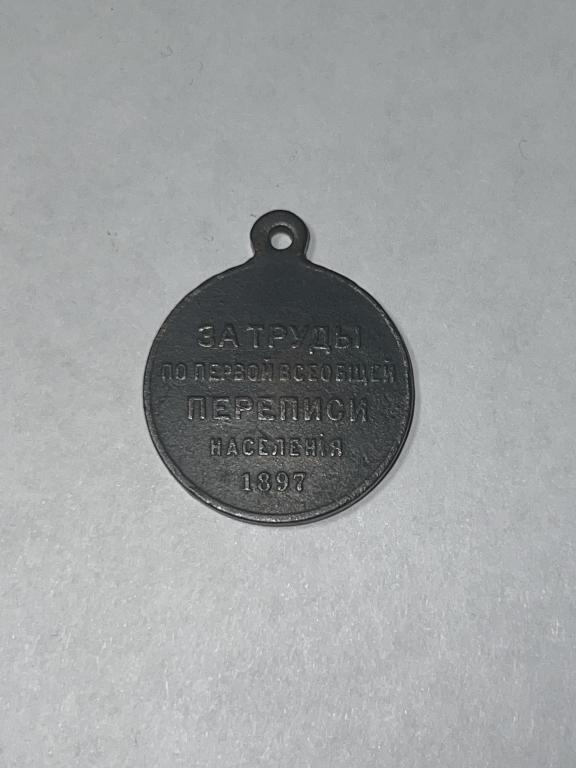 ЗА ТРУДЫ
ПО ПЕРВОЙ ВСЕОБЩЕЙ
ПЕРЕПИСИ
НАСЕЛЕНІЯ
1897